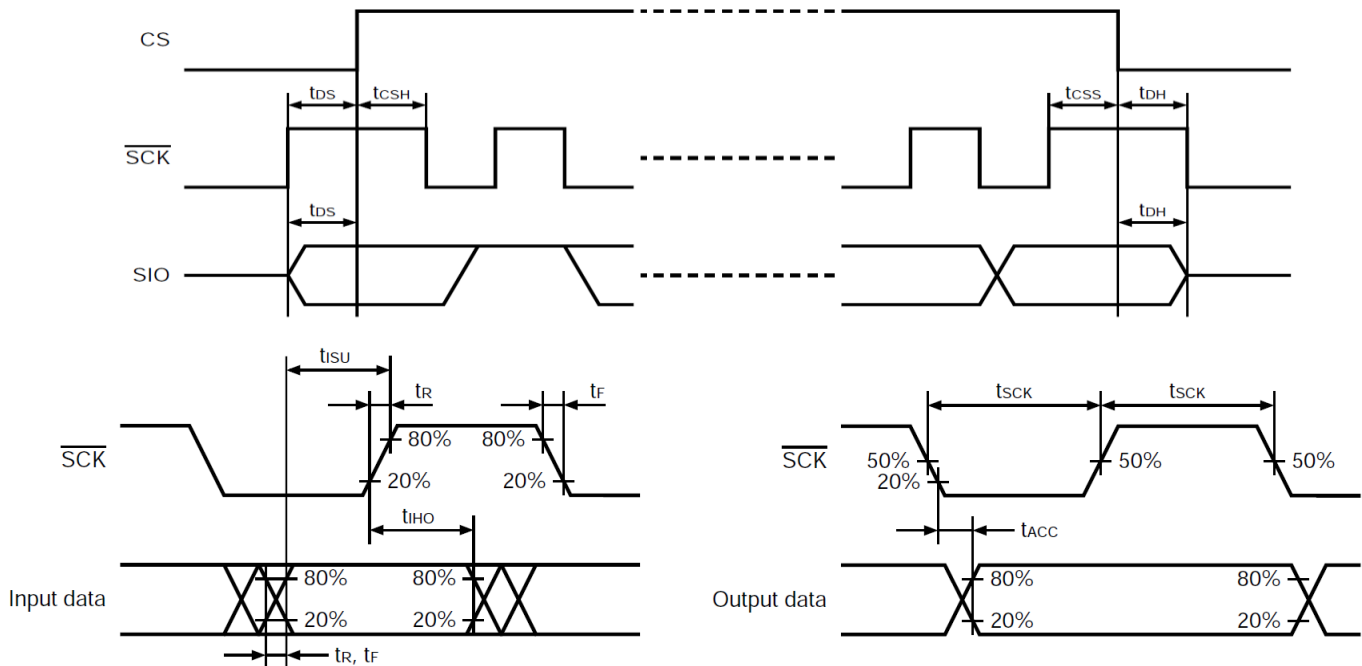 CS
tDS tCSH tCSS tDH
SCK
tDS tDH
SIO
tISU
tR tF
SCK 80% 80%
20% 20%
tIHO
Input data 80% 80%
20% 20%
tR, tF
tSCK tSCK
SCK 50% 50% 50%
20%
tACC
Output data 80% 80%
20% 20%